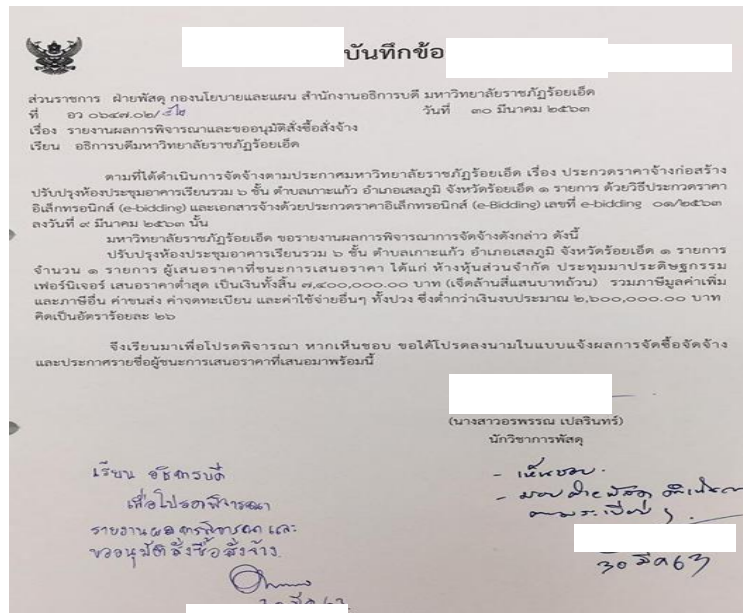 บันทึกข้อ
ส่วนราชการ ฝ่ายพัสดุ กองนโยบายและแผน สำนักงานอธิการบดี มหาวิทยาลัยราชภัฏร้อยเอ็ด
ที่ อว ๐๖๔๗.๐๒/๕๒ วันที่ ๓๐ มีนาคม ๒๕๖๓
เรื่อง รายงานผลการพิจารณาและขออนุมัติสั่งซื้อสั่งจ้าง
เรียน อธิการบดีมหาวิทยาลัยราชภัฏร้อยเอ็ด
ตามที่ได้ดำเนินการจัดจ้างตามประกาศมหาวิทยาลัยราชภัฏร้อยเอ็ด เรื่อง ประกวดราคาจ้างก่อสร้าง
ปรับปรุงห้องประชุมอาคารเรียนรวม ๖ ชั้น ตำบลเกาะแก้ว อำเภอเสลภูมิ จังหวัดร้อยเอ็ด ๑ รายการ ด้วยวิธีประกวดราคา
อิเล็กทรอนิกส์ (e-bidding) และเอกสารจ้างด้วยประกวดราคาอิเล็กทรอนิกส์ (e-Bidding) เลขที่ e-bidding ๐๑/๒๕๖๓
ลงวันที่ ๙ มีนาคม ๒๕๖๓ นั้น
มหาวิทยาลัยราชภัฏร้อยเอ็ด ขอรายงานผลการพิจารณาการจัดจ้างดังกล่าว ดังนี้
ปรับปรุงห้องประชุมอาคารเรียนรวม ๖ ชั้น ตำบลเกาะแก้ว อำเภอเสลภูมิ จังหวัดร้อยเอ็ด ๑ รายการ
จำนวน ๑ รายการ ผู้เสนอราคาที่ชนะการเสนอราคา ได้แก่ ห้างหุ้นส่วนจำกัด ประทุมมาประดิษฐกรรม
เฟอร์นิเจอร์ เสนอราคาต่ำสุด เป็นเงินทั้งสิ้น ๗,๔๐๐,๐๐๐.๐๐ บาท (เจ็ดล้านสี่แสนบาทถ้วน) รวมภาษีมูลค่าเพิ่ม
และภาษีอื่น ค่าขนส่ง ค่าจดทะเบียน และค่าใช้จ่ายอื่นๆ ทั้งปวง ซึ่งต่ำกว่าเงินงบประมาณ ๒,๖๐๐,๐๐๐.๐๐ บาท
คิดเป็นอัตราร้อยละ ๒๖
จึงเรียนมาเพื่อโปรดพิจารณา หากเห็นชอบ ขอได้โปรดลงนามในแบบแจ้งผลการจัดซื้อจัดจ้าง
และประกาศรายชื่อผู้ชนะการเสนอราคาที่เสนอมาพร้อมนี้
(นางสาวอรพรรณ เปลรินทร์)
นักวิชาการพัสดุ
เรียน อธิการบดี
เพื่อโปรดพิจารณา
รายงานผลการพิจารณา และ
ขออนุมัติสั่งซื้อสั่งจ้าง
- เห็นชอบ.
- มอบฝ่ายพัสดุ ดำเนินการ
ตามระเบียบฯ
30 มีค 63